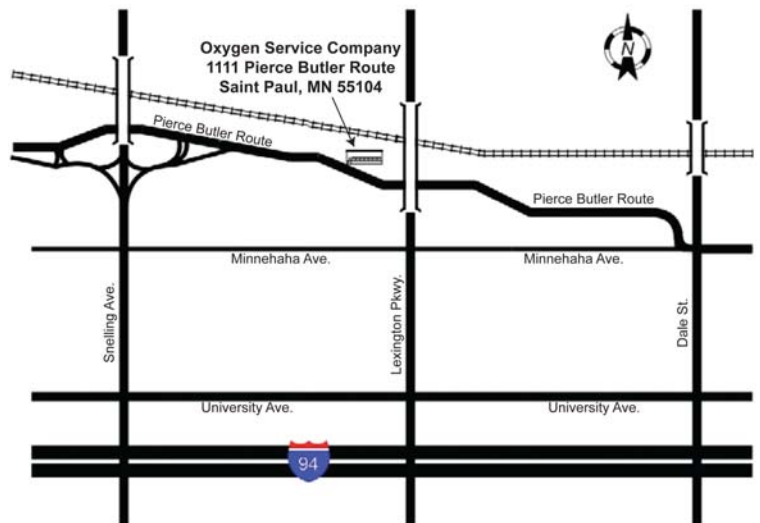 Oxygen Service Company
1111 Pierce Butler Route
Saint Paul, MN 55104
N
Pierce Butler Route
Pierce Butler Route
Minnehaha Ave.
Minnehaha Ave.
Snelling Ave.
Lexington Pkwy.
Dale St.
University Ave.
University Ave.
94